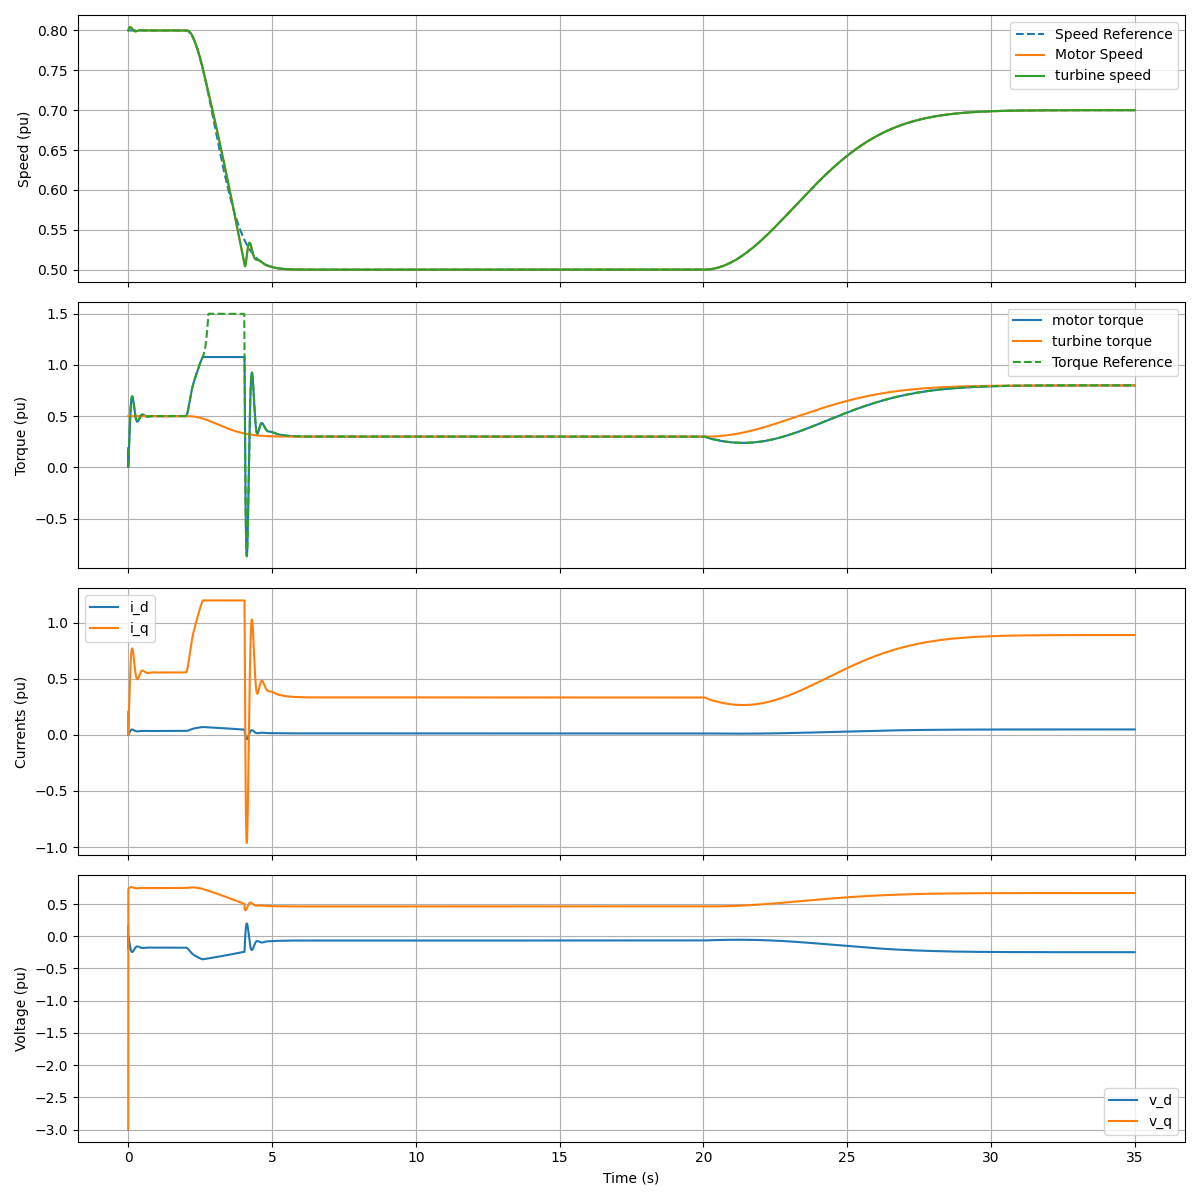 0.80
0.75
0.70
0.65
0.60
0.55
0.50
Speed (pu)
Speed Reference
Motor Speed
turbine speed
1.5
1.0
0.5
0.0
−0.5
Torque (pu)
motor torque
turbine torque
Torque Reference
1.0
0.5
0.0
−0.5
−1.0
Currents (pu)
i_d
i_q
0.5
0.0
−0.5
−1.0
−1.5
−2.0
−2.5
−3.0
Voltage (pu)
v_d
v_q
0 5 10 15 20 25 30 35
Time (s)